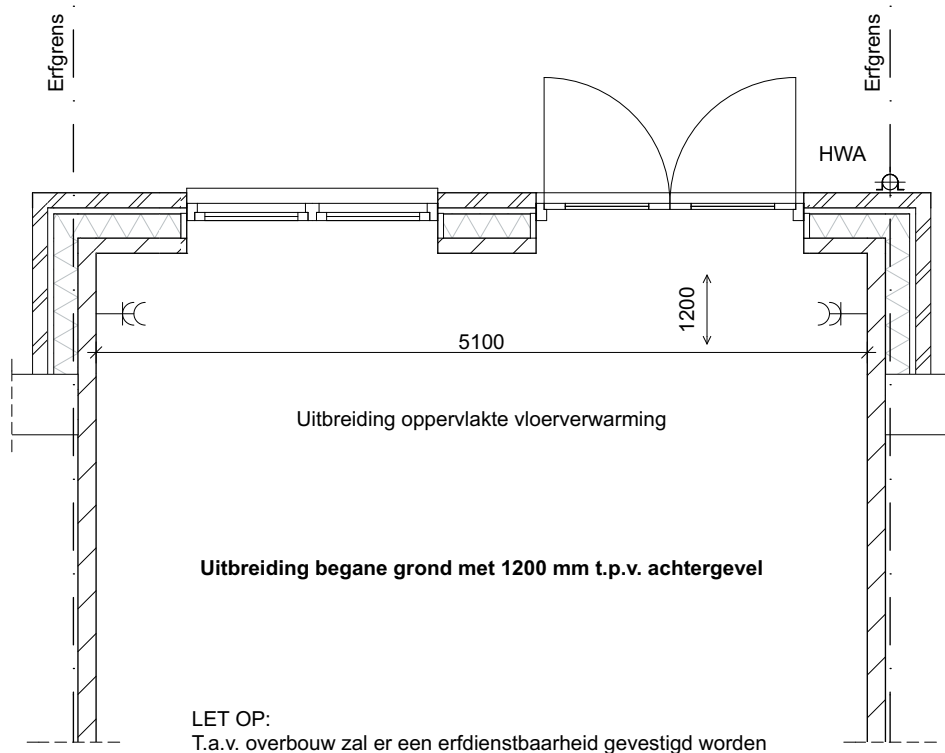 Erfgrens
Erfgrens
HWA
1200
5100
Uitbreiding oppervlakte vloerverwarming
Uitbreiding begane grond met 1200 mm t.p.v. achtergevel
LET OP:
T.a.v. overbouw zal er een erfdienstbaarheid gevestigd worden